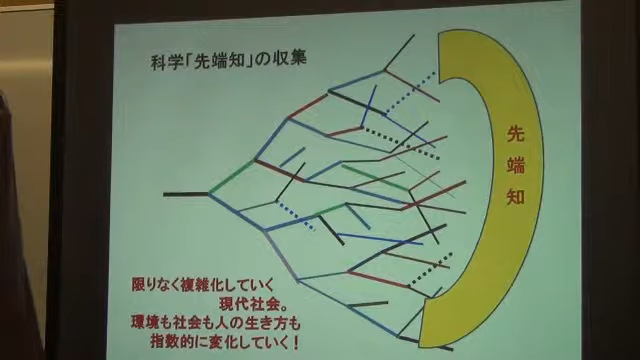 科学「先端知」の収集
先端知
限りなく複雑化していく
現代社会。
環境も社会も人の生き方も
指数的に変化していく!